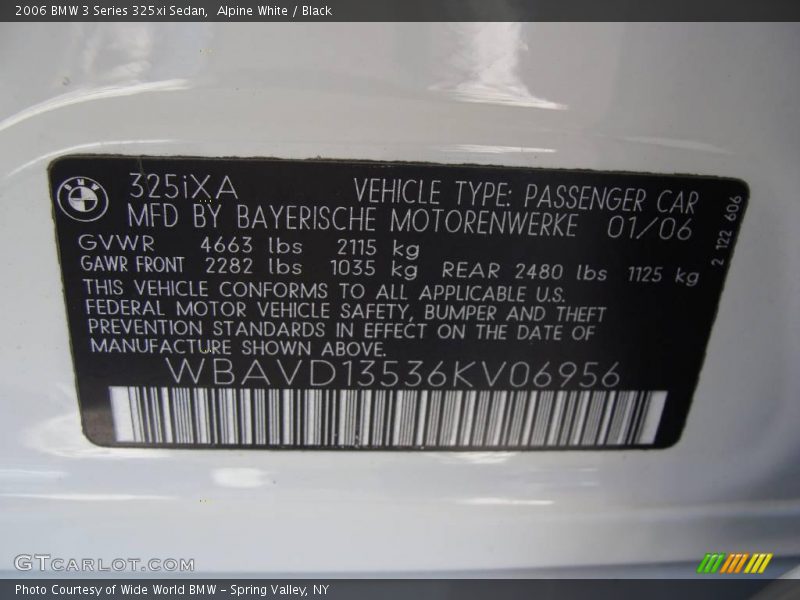 2006 BMW 3 Series 325xi Sedan,  Alpine White / Black
325iXA
VEHICLE TYPE: PASSENGER CAR
MFD BY BAYERISCHE MOTORENWERKE 01/06
GVWR 4663 lbs 2115 kg
GAWR FRONT 2282 lbs 1035 kg REAR 2480 lbs 1125 kg
THIS VEHICLE CONFORMS TO ALL APPLICABLE U.S.
FEDERAL MOTOR VEHICLE SAFETY, BUMPER AND THEFT
PREVENTION STANDARDS IN EFFECT ON THE DATE OF
MANUFACTURE SHOWN ABOVE.
WBAVD13536KV06956
2 122 606
GTCARNOT.COM
Photo Courtesy of Wide World BMW - Spring Valley, NY